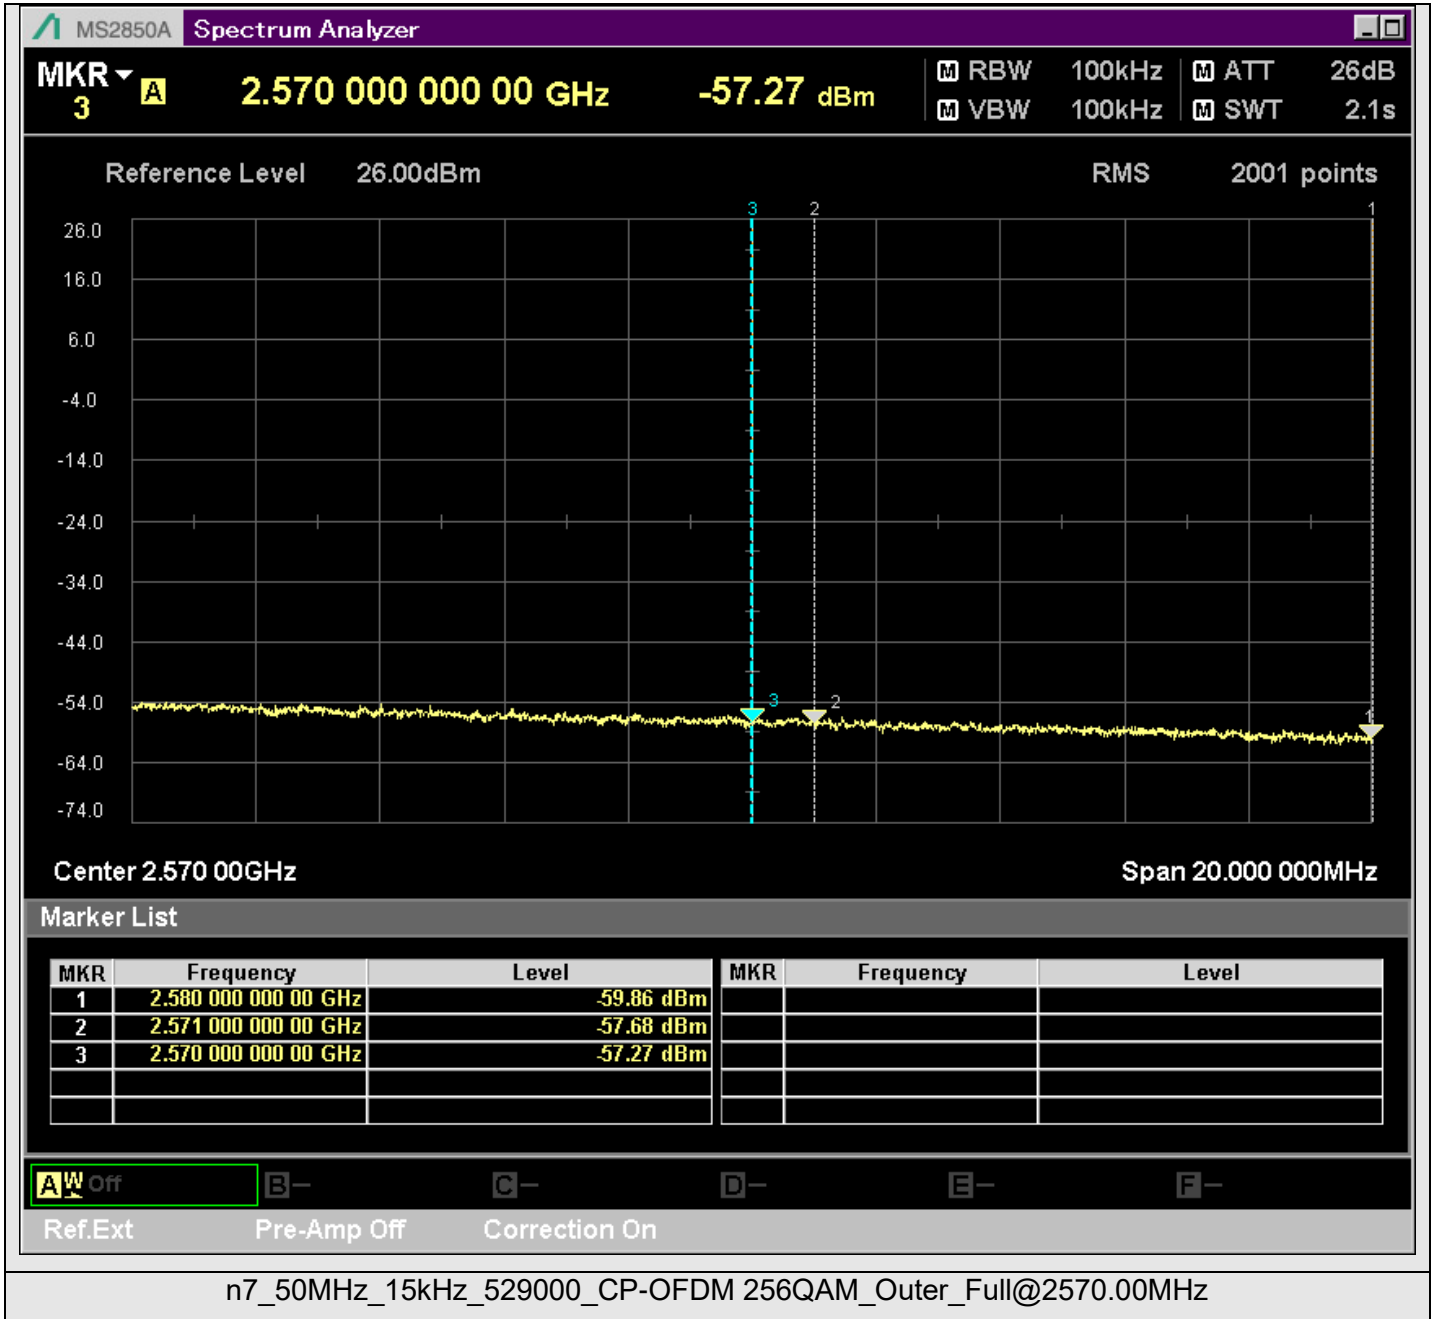 MS2850A Spectrum Analyzer
MKR A 2.570 000 000 00 GHz -57.27 dBm M RBW 100kHz M ATT 26dB
3 M VBW 100kHz M SWT 2.1s
Reference Level 26.00dBm RMS 2001 points
3 2 1
26.0
16.0
6.0
-4.0
-14.0
-24.0
-34.0
-44.0
-54.0 3 2 1
-64.0
-74.0
Center 2.570 00GHz Span 20.000 000MHz
Marker List
MKR Frequency Level MKR Frequency Level
1 2.580 000 000 00 GHz -59.86 dBm
2 2.571 000 000 00 GHz -57.68 dBm
3 2.570 000 000 00 GHz -57.27 dBm
A W Off B – C – D – E – F –
Ref.Ext Pre-Amp Off Correction On
n7_50MHz_15kHz_529000_CP-OFDM 256QAM_Outer_Full@2570.00MHz